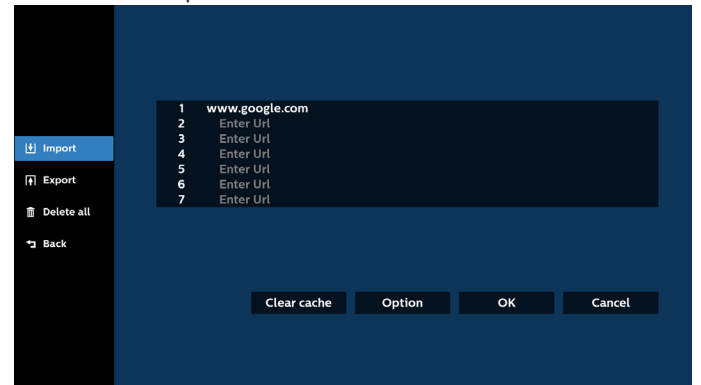 1 www.google.com
2 Enter Url
3 Enter Url
4 Enter Url
5 Enter Url
6 Enter Url
7 Enter Url
Import
Export
Delete all
Back
Clear cache Option OK Cancel